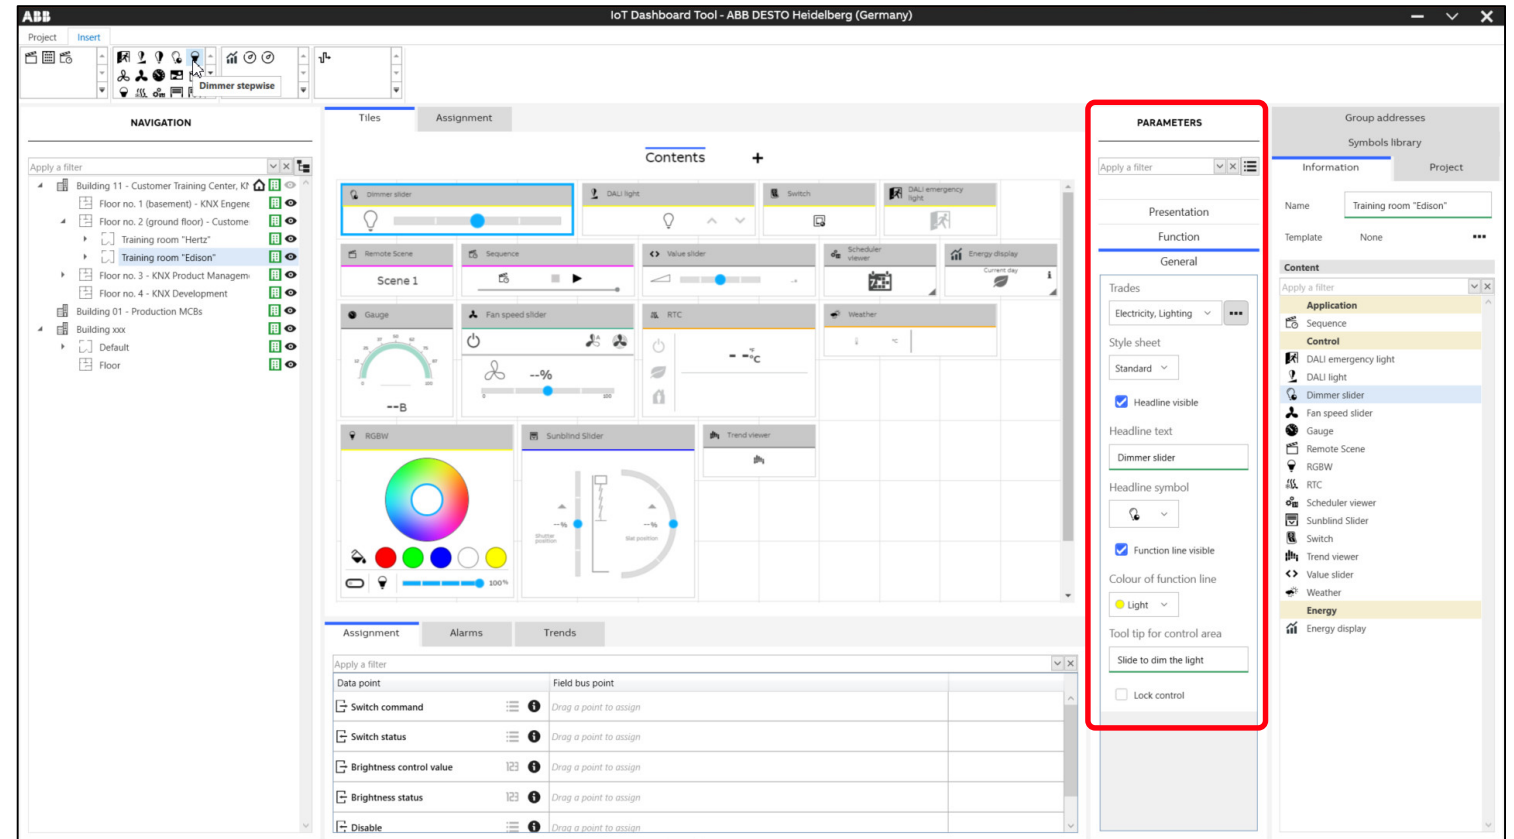 ABB
IoT Dashboard Tool - ABB DESTO Heidelberg (Germany)
Project
Insert
Dimmer stepwise
NAVIGATION
Apply a filter
Building 11 - Customer Training Center, Kr
Floor no. 1 (basement) - KNX Engene
Floor no. 2 (ground floor) - Custome
Training room "Hertz"
Training room "Edison"
Floor no. 3 - KNX Product Managem
Floor no. 4 - KNX Development
Building 01 - Production MCBs
Building xxx
Default
Floor
Tiles
Assignment
Contents
+
Dimmer slider
DALI light
Switch
DALI emergency
light
Remote Scene
Sequence
Value slider
Scheduler
viewer
Energy display
Scene 1
Current day
Gauge
Fan speed slider
RTC
Weather
--%
0
100
-- °C
°C
0
100
--B
RGBW
Sunblind Slider
Trend viewer
--%
--%
Shutter
position
Slat position
100%
Assignment
Alarms
Trends
Apply a filter
Data point
Field bus point
Switch command
Drag a point to assign
Switch status
Drag a point to assign
Brightness control value
123
Drag a point to assign
Brightness status
123
Drag a point to assign
Disable
Drag a point to assign
PARAMETERS
Apply a filter
Presentation
Function
General
Trades
Electricity, Lighting
Style sheet
Standard
Headline visible
Headline text
Dimmer slider
Headline symbol
Function line visible
Colour of function line
Light
Tool tip for control area
Slide to dim the light
Lock control
Group addresses
Symbols library
Information
Project
Name
Training room "Edison"
Template
None
Content
Apply a filter
Application
Sequence
Control
DALI emergency light
DALI light
Dimmer slider
Fan speed slider
Gauge
Remote Scene
RGBW
RTC
Scheduler viewer
Sunblind Slider
Switch
Trend viewer
Value slider
Weather
Energy
Energy display